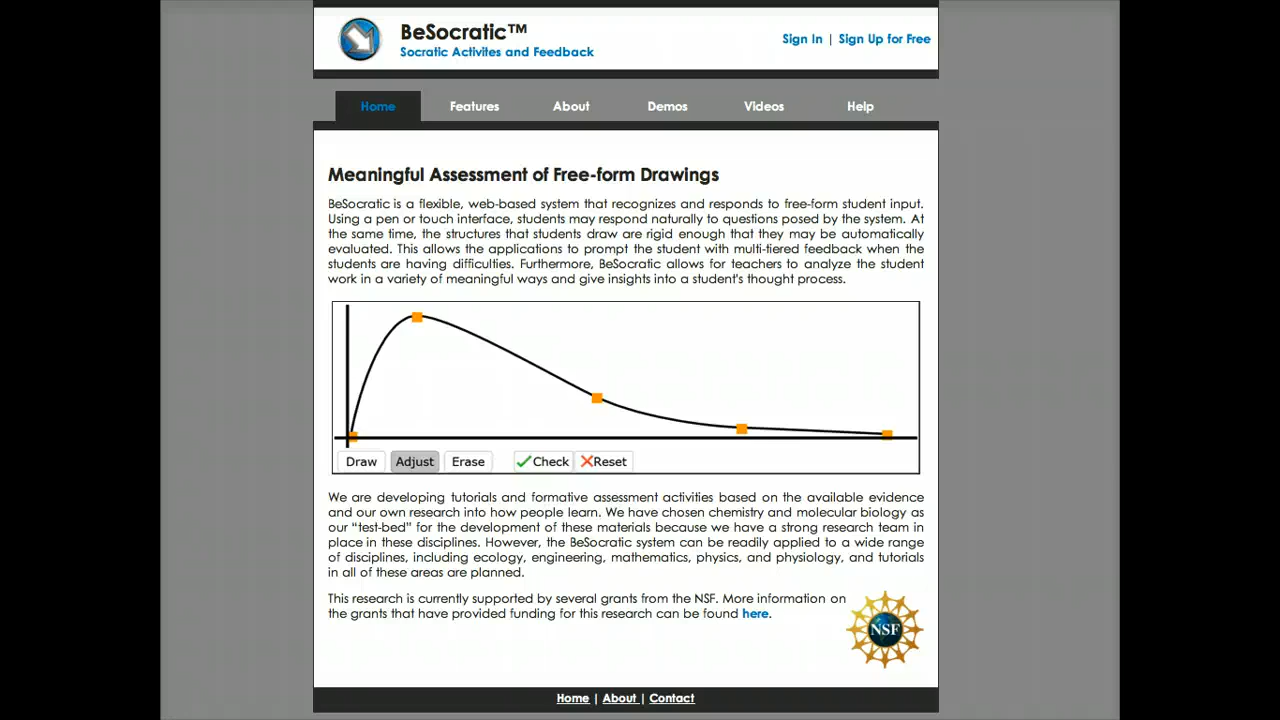 BeSocratic™
Socratic Activites and Feedback
Sign In | Sign Up for Free
Home Features About Demos Videos Help
Meaningful Assessment of Free-form Drawings
BeSocratic is a flexible, web-based system that recognizes and responds to free-form student input.
Using a pen or touch interface, students may respond naturally to questions posed by the system. At
the same time, the structures that students draw are rigid enough that they may be automatically
evaluated. This allows the applications to prompt the student with multi-tiered feedback when the
students are having difficulties. Furthermore, BeSocratic allows for teachers to analyze the student
work in a variety of meaningful ways and give insights into a student's thought process.
Draw Adjust Erase Check Reset
We are developing tutorials and formative assessment activities based on the available evidence
and our own research into how people learn. We have chosen chemistry and molecular biology as
our “test-bed” for the development of these materials because we have a strong research team in
place in these disciplines. However, the BeSocratic system can be readily applied to a wide range
of disciplines, including ecology, engineering, mathematics, physics, and physiology, and tutorials
in all of these areas are planned.
This research is currently supported by several grants from the NSF. More information on
the grants that have provided funding for this research can be found here.
NSF
Home | About | Contact